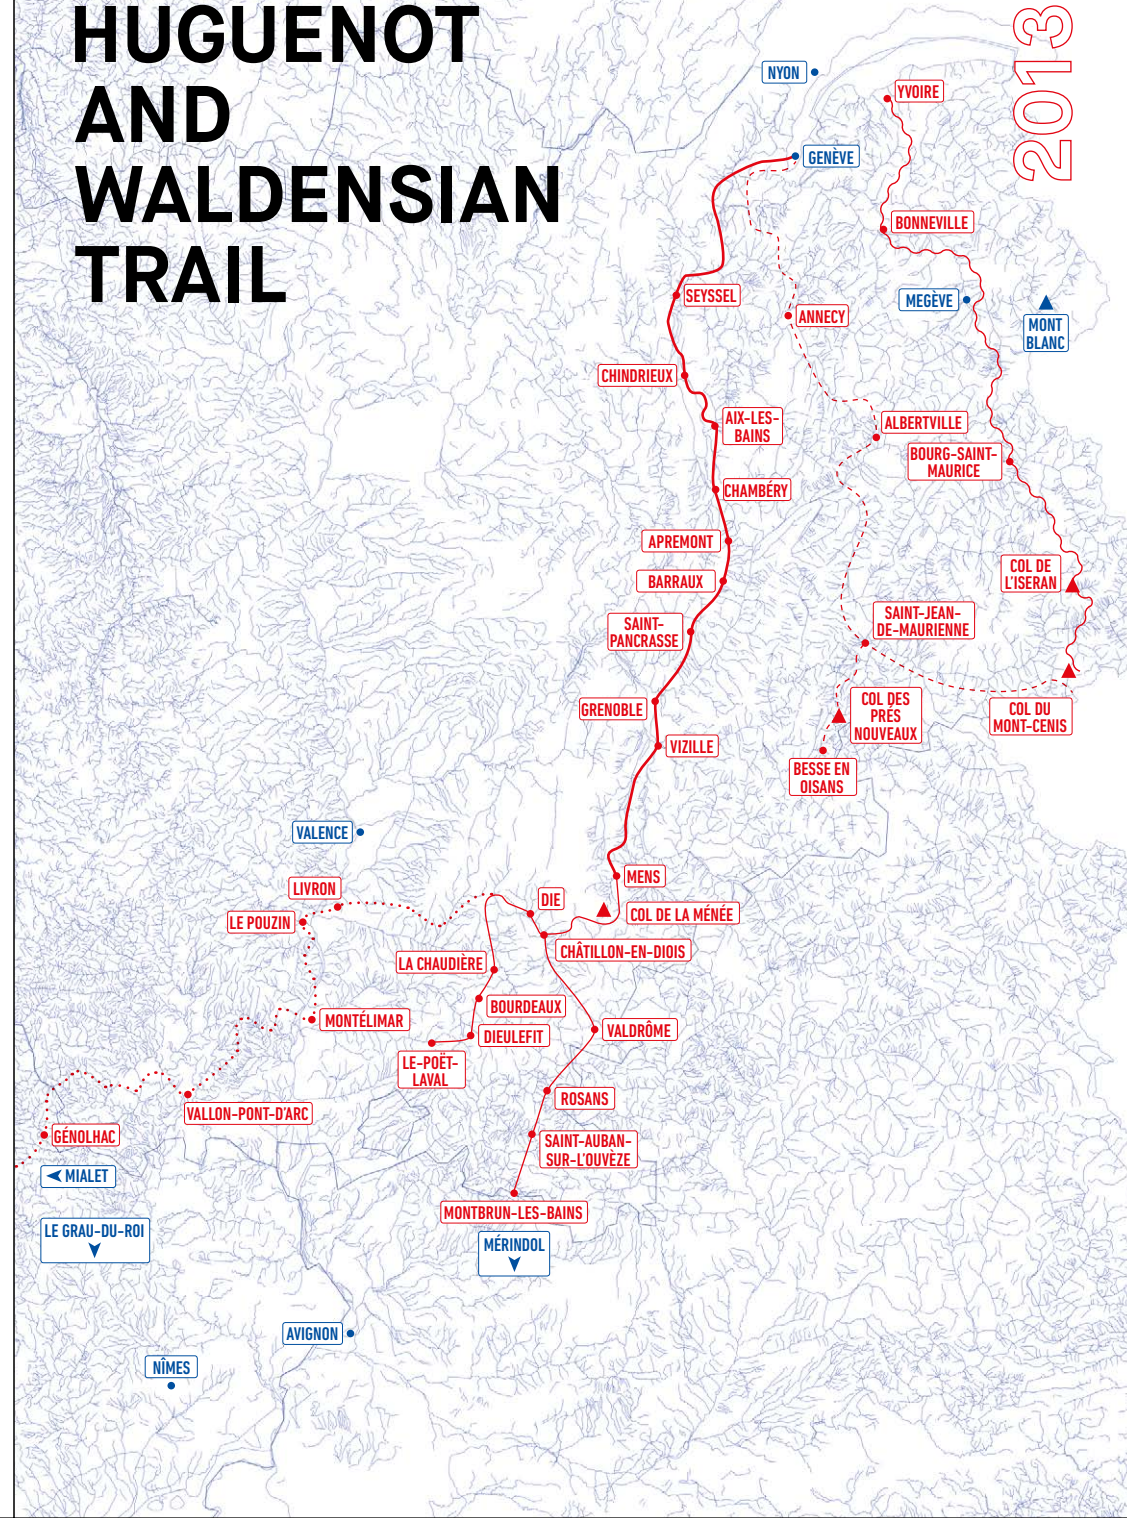 HUGUENOT
AND
WALDENSIAN
TRAIL
2013
NYON
YVOIRE
GENÈVE
BONNEVILLE
SEYSSEL
MEGÈVE
ANNECY
MONT
BLANC
CHINDRIEUX
AIX-LES-
BAINS
ALBERTVILLE
BOURG-SAINT-
MAURICE
CHAMBÉRY
APREMONT
COL DE
L'ISERAN
BARRAUX
SAINT-
PANCRASSE
SAINT-JEAN-
DE-MAURIENNE
GRENOBLE
COL DES
PRÉS
NOUVEAUX
COL DU
MONT-CENIS
VIZILLE
BESSE EN
OISANS
VALENCE
MENS
LIVRON
DIE
COL DE LA MÉNÉE
LE POUZIN
CHÂTILLON-EN-DIOIS
LA CHAUDIÈRE
BOURDEAUX
MONTÉLIMAR
DIEULEFIT
VALDRÔME
LE-POËT-
LAVAL
ROSANS
VALLON-PONT-D'ARC
GÉNOLHAC
SAINT-AUBAN-
SUR-L'OUVÈZE
MIALET
MONTBRUN-LES-BAINS
LE GRAU-DU-ROI
MÉRINDOL
AVIGNON
NÎMES